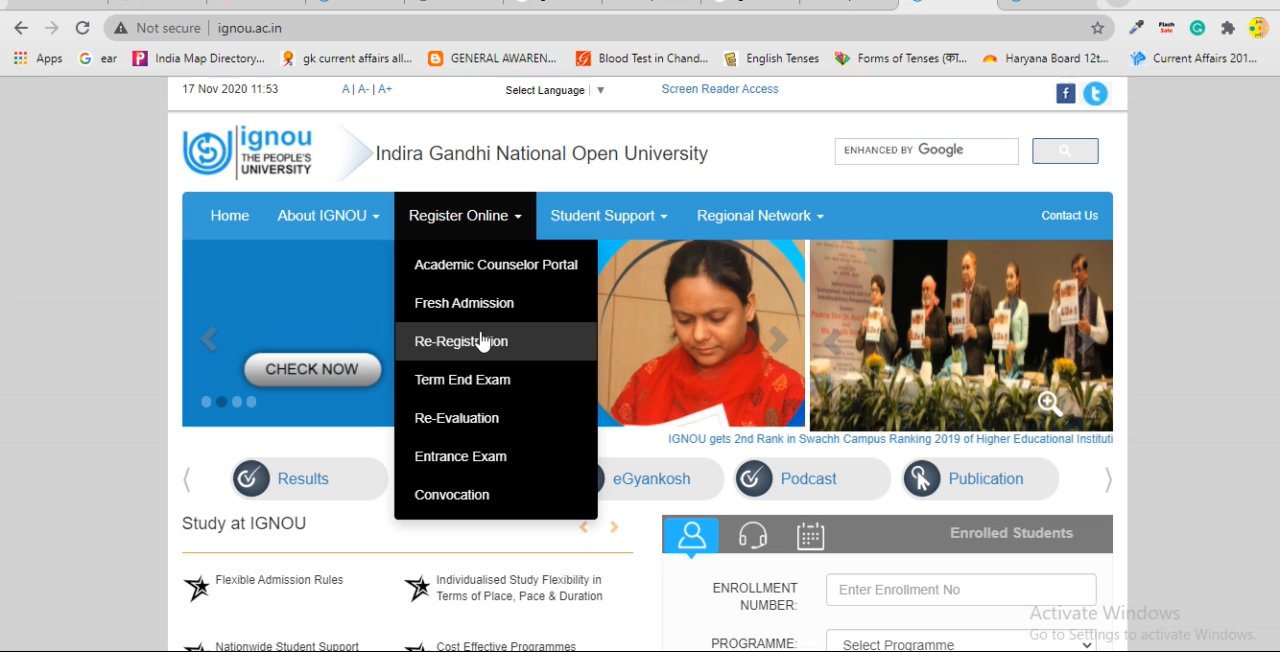 Not secure | ignou.ac.in
Apps
ear
India Map Directory...
gk current affairs all...
GENERAL AWAREN...
Blood Test in Chand...
English Tenses
Forms of Tenses (का...
Haryana Board 12t...
Current Affairs 201...
17 Nov 2020 11:53
A | A- | A+
Select Language
Screen Reader Access
ignou
THE PEOPLE'S
UNIVERSITY
Indira Gandhi National Open University
ENHANCED BY Google
Home
About IGNOU
Register Online
Student Support
Regional Network
Contact Us
Academic Counselor Portal
Fresh Admission
Re-Registration
Term End Exam
Re-Evaluation
Entrance Exam
Convocation
CHECK NOW
IGNOU gets 2nd Rank in Swachh Campus Ranking 2019 of Higher Educational Instituti
Results
eGyankosh
Podcast
Publication
Study at IGNOU
Flexible Admission Rules
Individualised Study Flexibility in
Terms of Place, Pace & Duration
Nationwide Student Support
Cost Effective Programmes
Enrolled Students
ENROLLMENT
NUMBER:
Enter Enrollment No
PROGRAMME:
Select Programme
Activate Windows
Go to Settings to activate Windows.